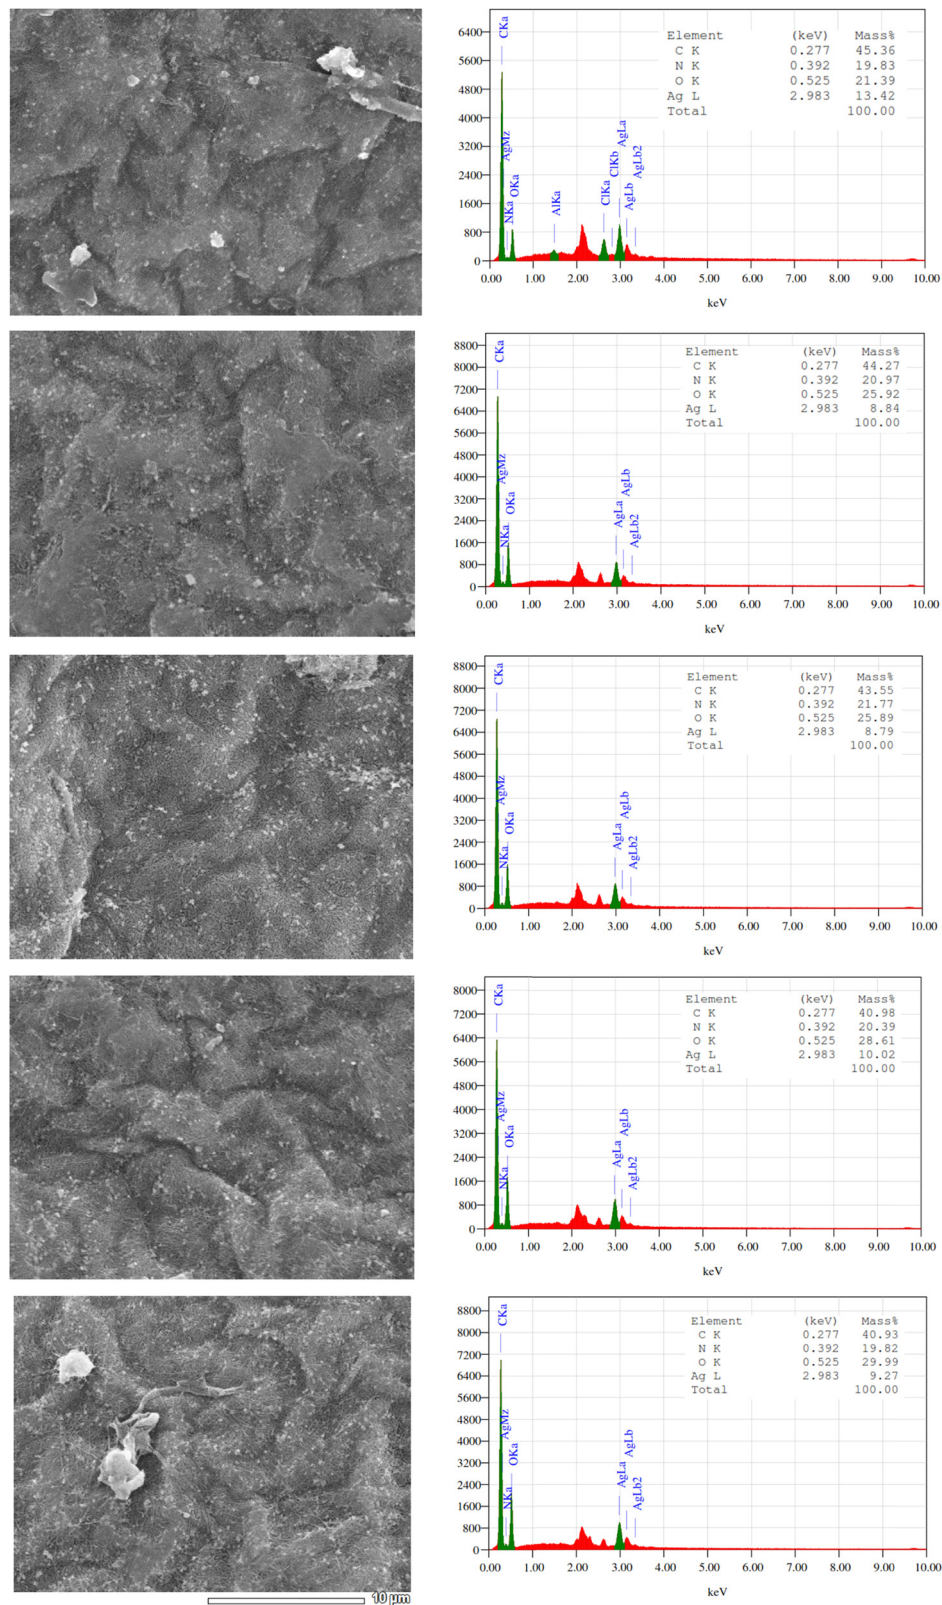 CKa
AgMz
NKa
OKa
AlKa
ClKa
ClKb
AgLa
AgLb
AgLb2
Element (keV) Mass%
C K 0.277 45.36
N K 0.392 19.83
O K 0.525 21.39
Ag L 2.983 13.42
Total 100.00
6400
5600
4800
4000
3200
2400
1600
800
0
0.00 1.00 2.00 3.00 4.00 5.00 6.00 7.00 8.00 9.00 10.00
keV
CKa
AgMz
NKa
OKa
AgLa
AgLb
AgLb2
Element (keV) Mass%
C K 0.277 44.27
N K 0.392 20.97
O K 0.525 25.92
Ag L 2.983 8.84
Total 100.00
8800
8000
7200
6400
5600
4800
4000
3200
2400
1600
800
0
0.00 1.00 2.00 3.00 4.00 5.00 6.00 7.00 8.00 9.00 10.00
keV
CKa
AgMz
NKa
OKa
AgLa
AgLb
AgLb2
Element (keV) Mass%
C K 0.277 43.55
N K 0.392 21.77
O K 0.525 25.89
Ag L 2.983 8.79
Total 100.00
8800
8000
7200
6400
5600
4800
4000
3200
2400
1600
800
0
0.00 1.00 2.00 3.00 4.00 5.00 6.00 7.00 8.00 9.00 10.00
keV
CKa
AgMz
NKa
OKa
AgLa
AgLb
AgLb2
Element (keV) Mass%
C K 0.277 40.98
N K 0.392 20.39
O K 0.525 28.61
Ag L 2.983 10.02
Total 100.00
8000
7200
6400
5600
4800
4000
3200
2400
1600
800
0
0.00 1.00 2.00 3.00 4.00 5.00 6.00 7.00 8.00 9.00 10.00
keV
CKa
AgMz
NKa
OKa
AgLa
AgLb
AgLb2
Element (keV) Mass%
C K 0.277 40.93
N K 0.392 19.82
O K 0.525 29.99
Ag L 2.983 9.27
Total 100.00
8800
8000
7200
6400
5600
4800
4000
3200
2400
1600
800
0
0.00 1.00 2.00 3.00 4.00 5.00 6.00 7.00 8.00 9.00 10.00
keV
10 µm